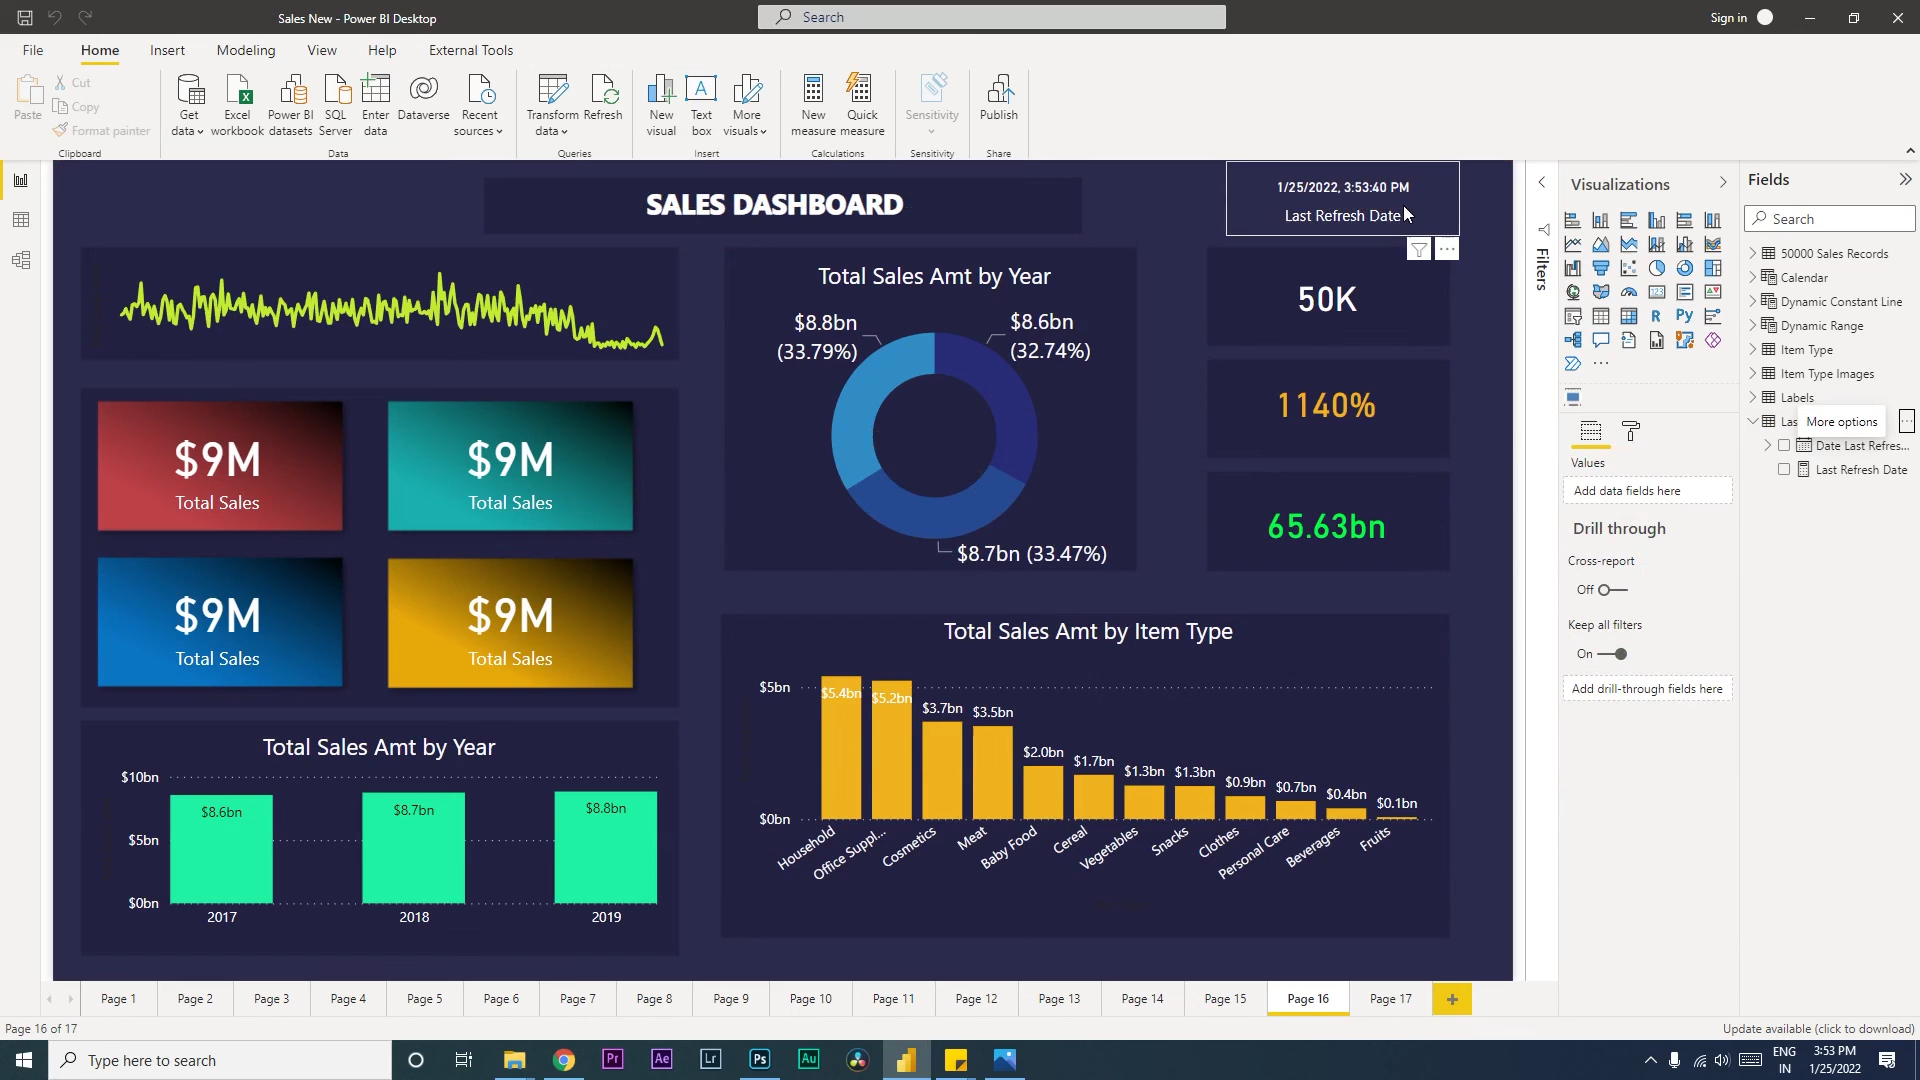 Sales New - Power BI Desktop
Search
Sign in
File
Home
Insert
Modeling
View
Help
External Tools
Paste
Cut
Copy
Format painter
Get data
Excel workbook
Power BI datasets
SQL Server
Enter data
Dataverse
Recent sources
Transform data
Refresh
New visual
Text box
More visuals
New measure
Quick measure
Sensitivity
Publish
Clipboard
Data
Queries
Insert
Calculations
Sensitivity
Share
SALES DASHBOARD
1/25/2022, 3:53:40 PM
Last Refresh Date
$9M
Total Sales
$9M
Total Sales
$9M
Total Sales
$9M
Total Sales
Total Sales Amt by Year
$8.8bn
(33.79%)
$8.6bn
(32.74%)
$8.7bn (33.47%)
50K
1140%
65.63bn
Total Sales Amt by Year
$10bn
$5bn
$0bn
$8.6bn
$8.7bn
$8.8bn
2017
2018
2019
Total Sales Amt by Item Type
$5bn
$0bn
$5.4bn
$5.2bn
$3.7bn
$3.5bn
$2.0bn
$1.7bn
$1.3bn
$1.3bn
$0.9bn
$0.7bn
$0.4bn
$0.1bn
Household
Office Suppl...
Cosmetics
Meat
Baby Food
Cereal
Vegetables
Snacks
Clothes
Personal Care
Beverages
Fruits
Filters
Visualizations
R
Py
Values
Add data fields here
Drill through
Cross-report
Off
Keep all filters
On
Add drill-through fields here
Fields
Search
50000 Sales Records
Calendar
Dynamic Constant Line
Dynamic Range
Item Type
Item Type Images
Labels
Las
More options
Date Last Refres...
Last Refresh Date
Page 1
Page 2
Page 3
Page 4
Page 5
Page 6
Page 7
Page 8
Page 9
Page 10
Page 11
Page 12
Page 13
Page 14
Page 15
Page 16
Page 17
Page 16 of 17
Update available (click to download)
Type here to search
Pr
Ae
Lr
Ps
Au
ENG
IN
3:53 PM
1/25/2022